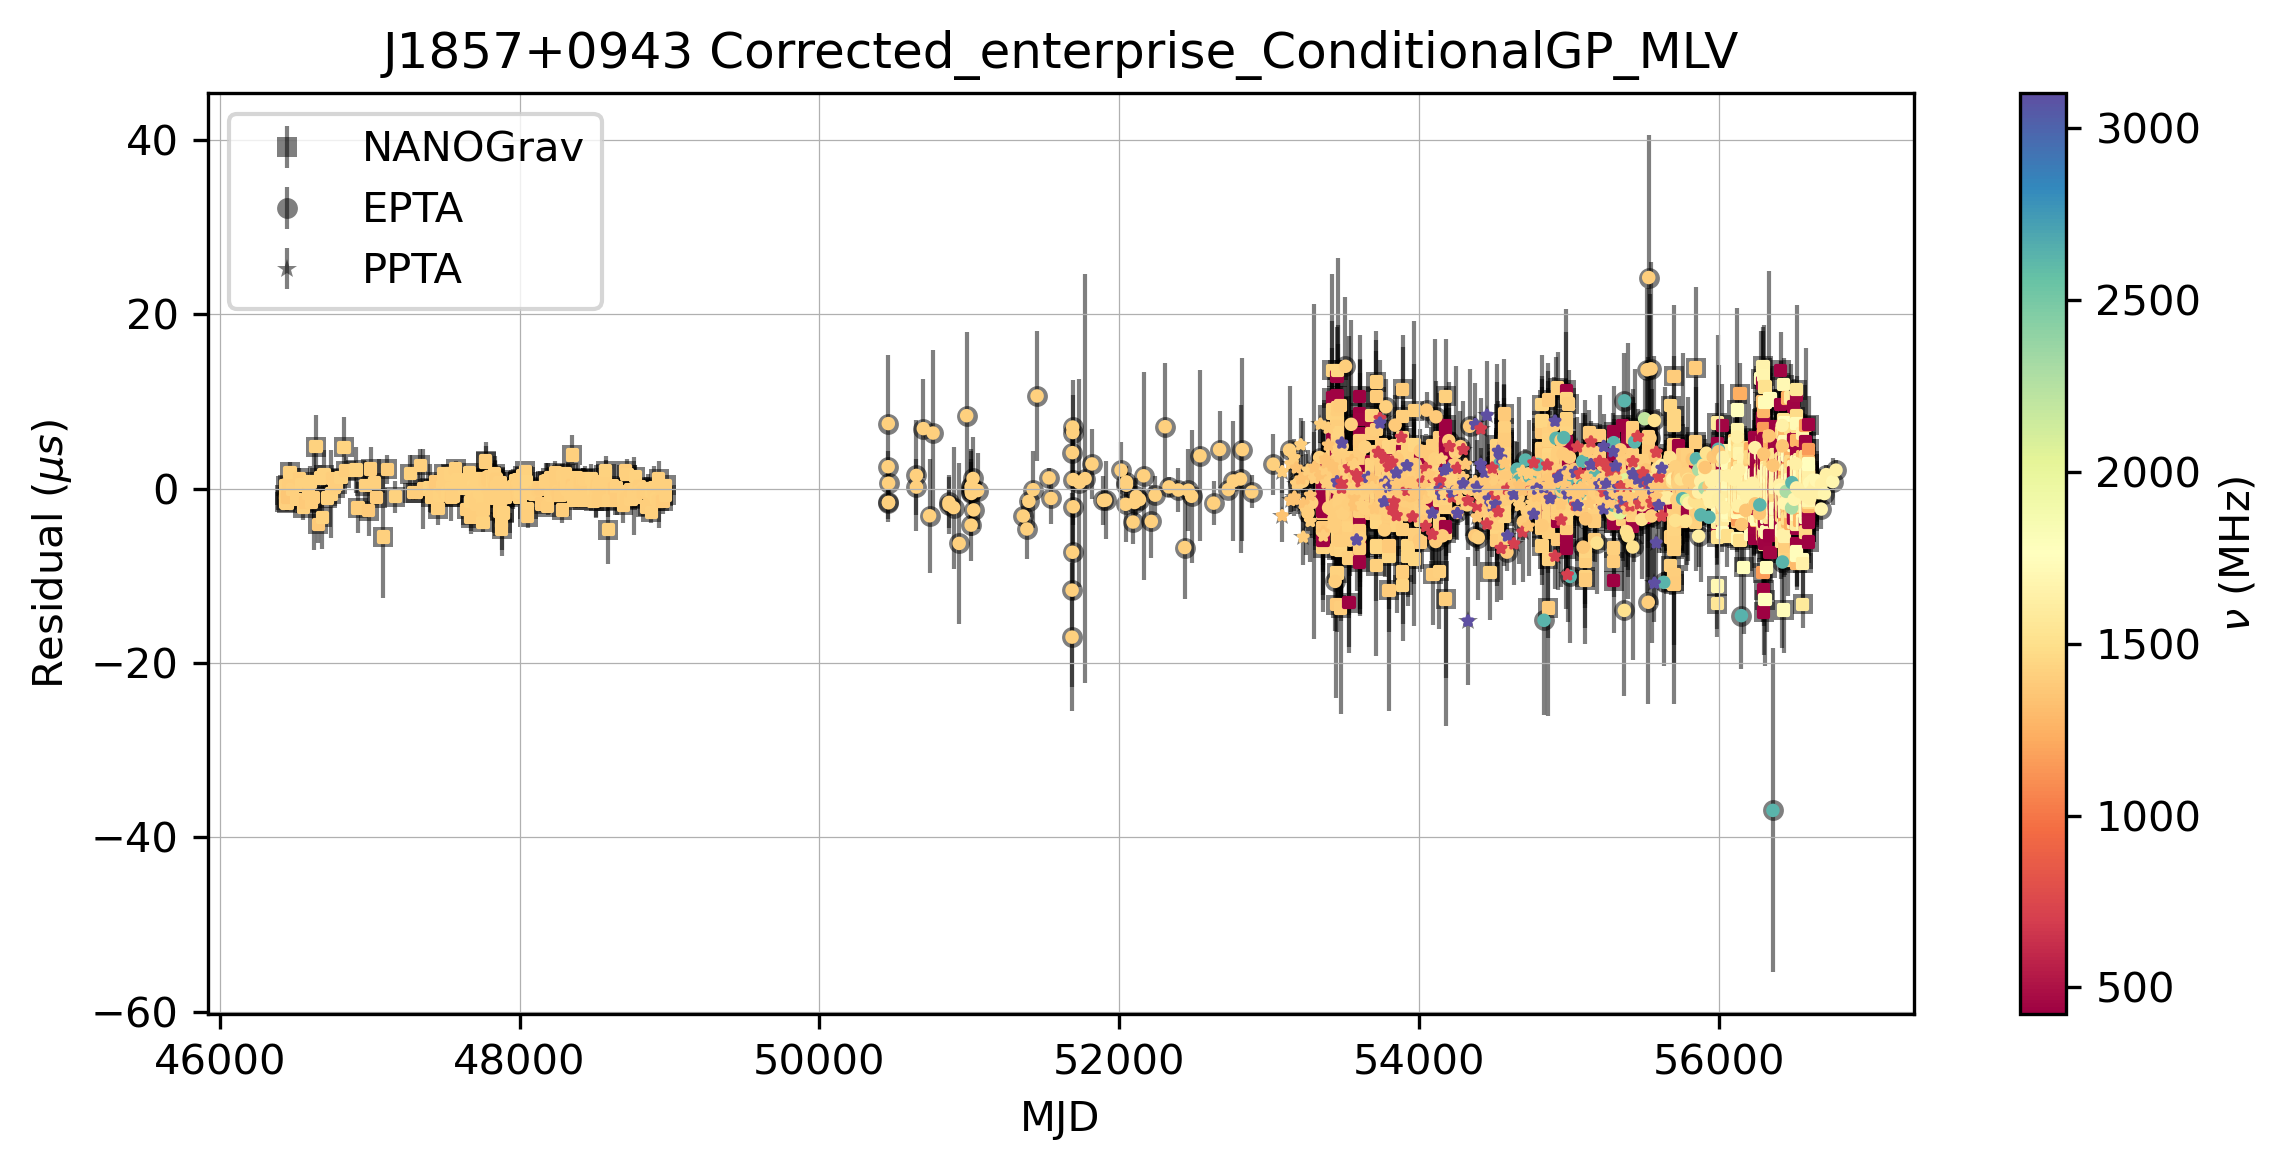 J1857+0943 Corrected_enterprise_ConditionalGP_MLV
NANOGrav
EPTA
PPTA
Residual (μs)
40
20
0
−20
−40
−60
46000
48000
50000
52000
54000
56000
MJD
3000
2500
2000
1500
1000
500
ν (MHz)